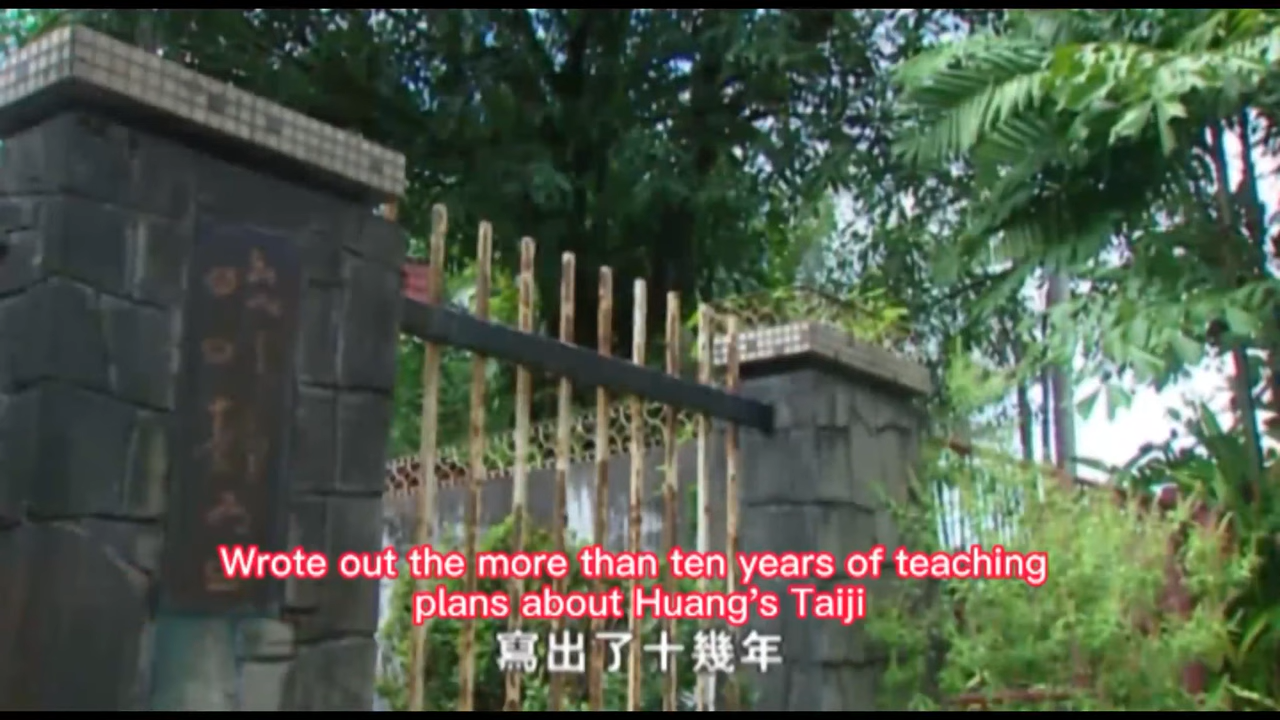 Wrote out the more than ten years of teaching
plans about Huang's Taiji
寫出了十幾年